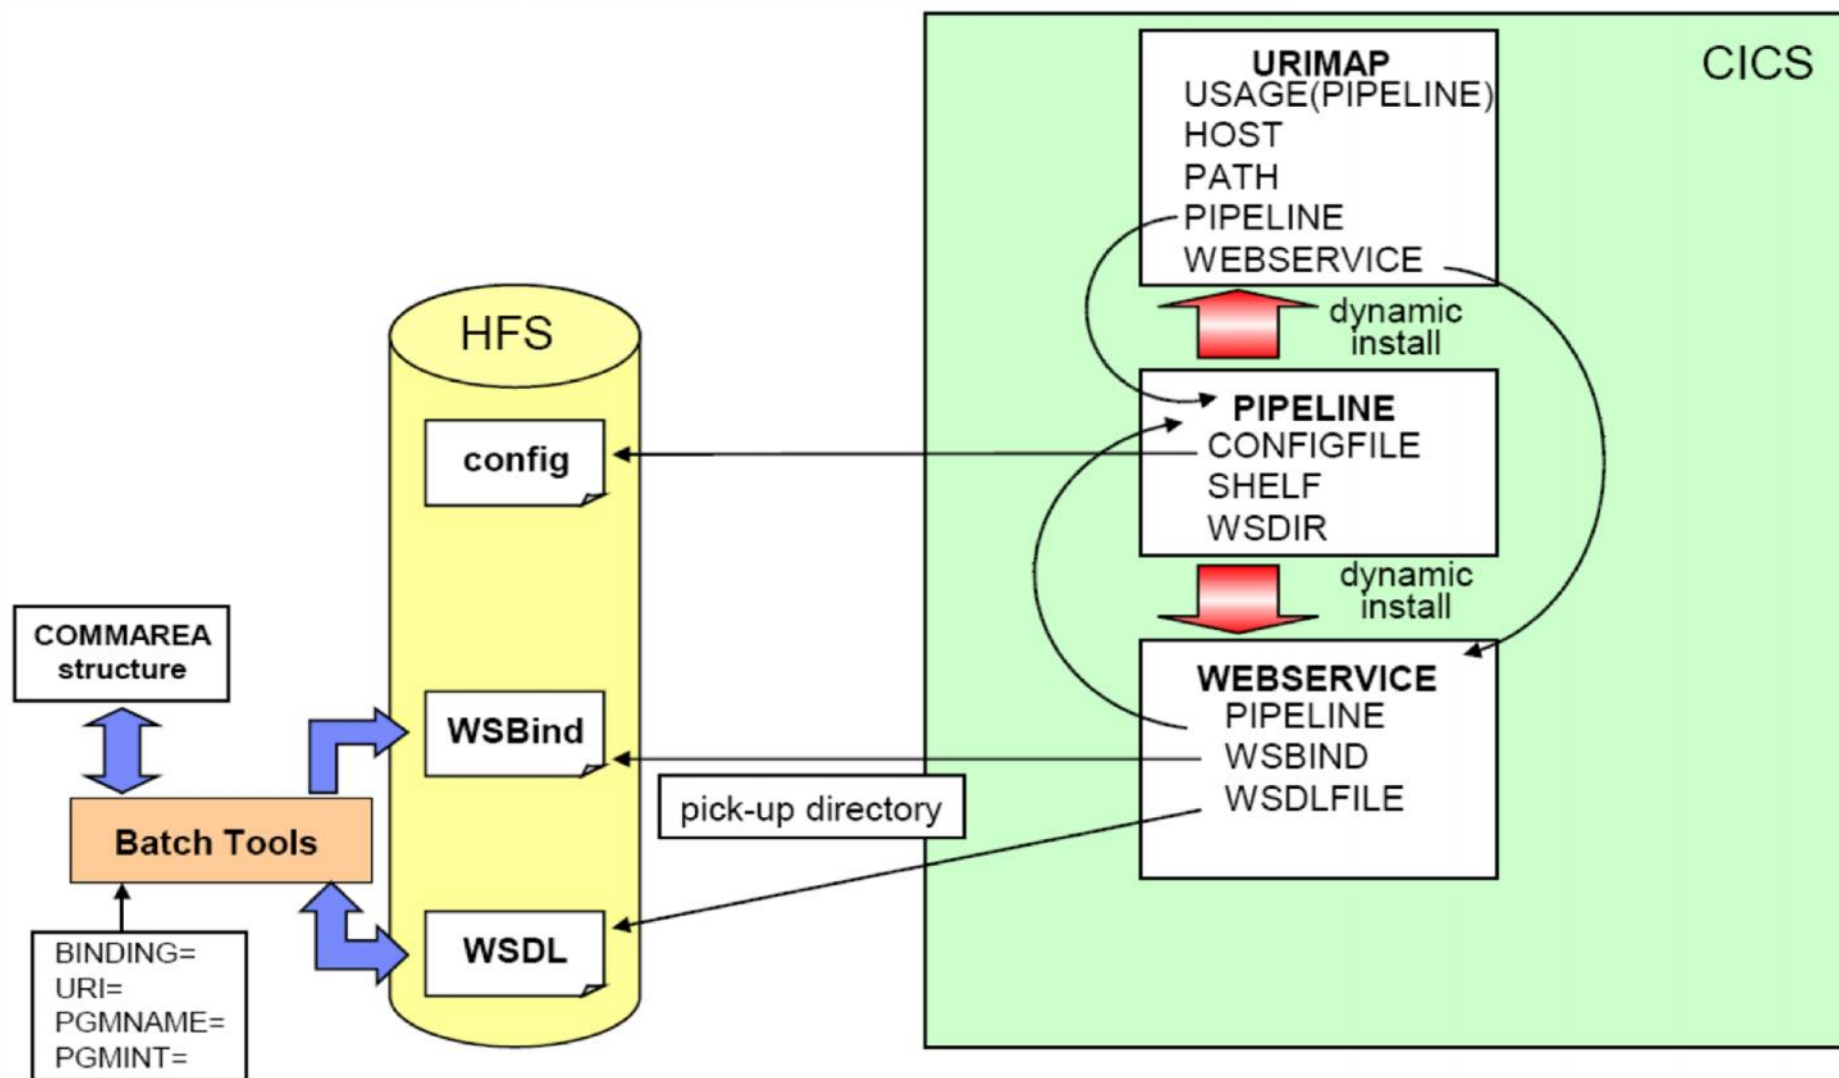 CICS
URIMAP
USAGE(PIPELINE)
HOST
PATH
PIPELINE
WEBSERVICE
dynamic
install
HFS
config
PIPELINE
CONFIGFILE
SHELF
WSDIR
dynamic
install
COMMAREA
structure
WSBind
WEBSERVICE
PIPELINE
WSBIND
WSDLFILE
pick-up directory
Batch Tools
WSDL
BINDING=
URI=
PGMNAME=
PGMINT=